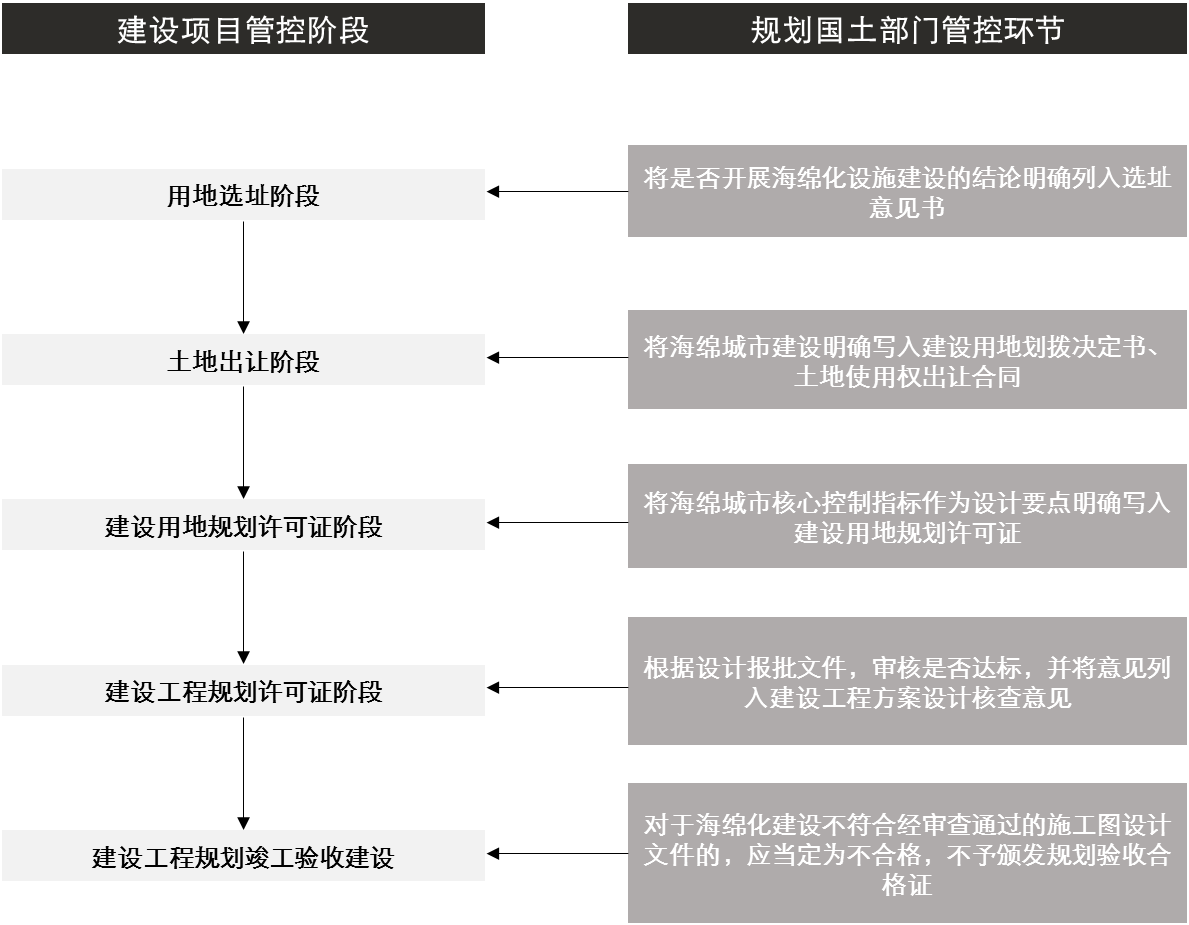 建设项目管控阶段
规划国土部门管控环节
用地选址阶段
将是否开展海绵化设施建设的结论明确列入选址
意见书
土地出让阶段
将海绵城市建设明确写入建设用地划拨决定书、
土地使用权出让合同
建设用地规划许可证阶段
将海绵城市核心控制指标作为设计要点明确写入
建设用地规划许可证
建设工程规划许可证阶段
根据设计报批文件，审核是否达标，并将意见列
入建设工程方案设计核查意见
建设工程规划竣工验收建设
对于海绵化建设不符合经审查通过的施工图设计
文件的，应当定为不合格，不予颁发规划验收合
格证